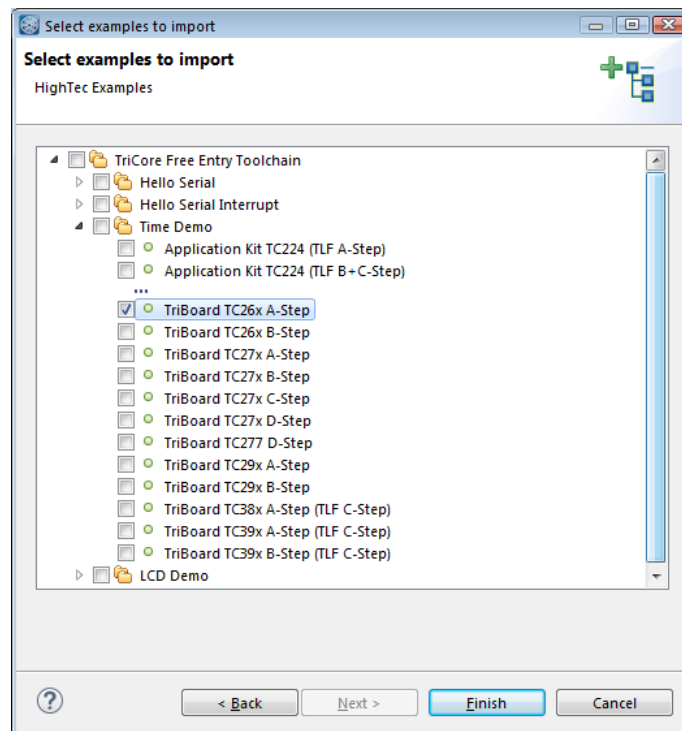 Select examples to import
Select examples to import
HighTec Examples
TriCore Free Entry Toolchain
Hello Serial
Hello Serial Interrupt
Time Demo
Application Kit TC224 (TLF A-Step)
Application Kit TC224 (TLF B+C-Step)
...
TriBoard TC26x A-Step
TriBoard TC26x B-Step
TriBoard TC27x A-Step
TriBoard TC27x B-Step
TriBoard TC27x C-Step
TriBoard TC27x D-Step
TriBoard TC277 D-Step
TriBoard TC29x A-Step
TriBoard TC29x B-Step
TriBoard TC38x A-Step (TLF C-Step)
TriBoard TC39x A-Step (TLF C-Step)
TriBoard TC39x B-Step (TLF C-Step)
LCD Demo
? < Back Next > Finish Cancel